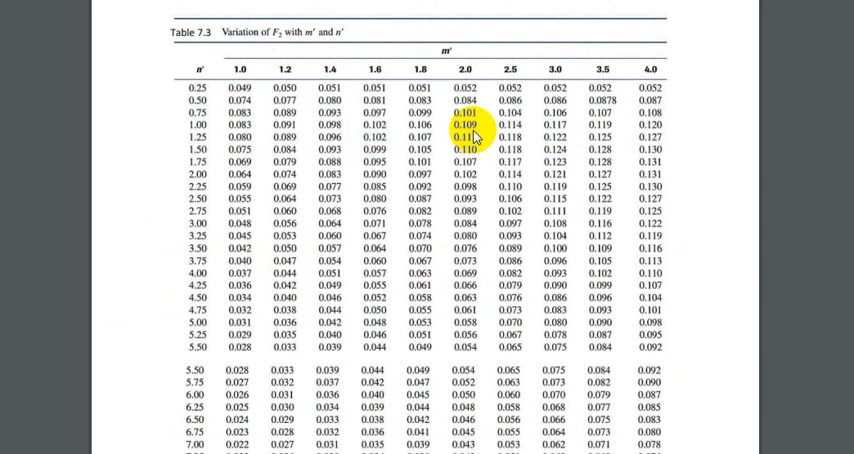 Table 7.3 Variation of F2 with m′ and n′
m′
n′ 1.0 1.2 1.4 1.6 1.8 2.0 2.5 3.0 3.5 4.0
0.25 0.049 0.050 0.051 0.051 0.051 0.052 0.052 0.052 0.052 0.052
0.50 0.074 0.077 0.080 0.081 0.083 0.084 0.086 0.086 0.0878 0.087
0.75 0.083 0.089 0.093 0.097 0.099 0.101 0.104 0.106 0.107 0.108
1.00 0.083 0.091 0.098 0.102 0.106 0.109 0.114 0.117 0.119 0.120
1.25 0.080 0.089 0.096 0.102 0.107 0.118 0.122 0.125 0.127
1.50 0.075 0.084 0.093 0.099 0.105 0.110 0.118 0.124 0.128 0.130
1.75 0.069 0.079 0.088 0.095 0.101 0.107 0.117 0.123 0.128 0.131
2.00 0.064 0.074 0.083 0.090 0.097 0.102 0.114 0.121 0.127 0.131
2.25 0.059 0.069 0.077 0.085 0.092 0.098 0.110 0.119 0.125 0.130
2.50 0.055 0.064 0.073 0.080 0.087 0.093 0.106 0.115 0.122 0.127
2.75 0.051 0.060 0.068 0.076 0.082 0.089 0.102 0.111 0.119 0.125
3.00 0.048 0.056 0.064 0.071 0.078 0.084 0.097 0.108 0.116 0.122
3.25 0.045 0.053 0.060 0.067 0.074 0.080 0.093 0.104 0.112 0.119
3.50 0.042 0.050 0.057 0.064 0.070 0.076 0.089 0.100 0.109 0.116
3.75 0.040 0.047 0.054 0.060 0.067 0.073 0.086 0.096 0.105 0.113
4.00 0.037 0.044 0.051 0.057 0.063 0.069 0.082 0.093 0.102 0.110
4.25 0.036 0.042 0.049 0.055 0.061 0.066 0.079 0.090 0.099 0.107
4.50 0.034 0.040 0.046 0.052 0.058 0.063 0.076 0.086 0.096 0.104
4.75 0.032 0.038 0.044 0.050 0.055 0.061 0.073 0.083 0.093 0.101
5.00 0.031 0.036 0.042 0.048 0.053 0.058 0.070 0.080 0.090 0.098
5.25 0.029 0.035 0.040 0.046 0.051 0.056 0.067 0.078 0.087 0.095
5.50 0.028 0.033 0.039 0.044 0.049 0.054 0.065 0.075 0.084 0.092
5.50 0.028 0.033 0.039 0.044 0.049 0.054 0.065 0.075 0.084 0.092
5.75 0.027 0.032 0.037 0.042 0.047 0.052 0.063 0.073 0.082 0.090
6.00 0.026 0.031 0.036 0.040 0.045 0.050 0.060 0.070 0.079 0.087
6.25 0.025 0.030 0.034 0.039 0.044 0.048 0.058 0.068 0.077 0.085
6.50 0.024 0.029 0.033 0.038 0.042 0.046 0.056 0.066 0.075 0.083
6.75 0.023 0.028 0.032 0.036 0.041 0.045 0.055 0.064 0.073 0.080
7.00 0.022 0.027 0.031 0.035 0.039 0.043 0.053 0.062 0.071 0.078